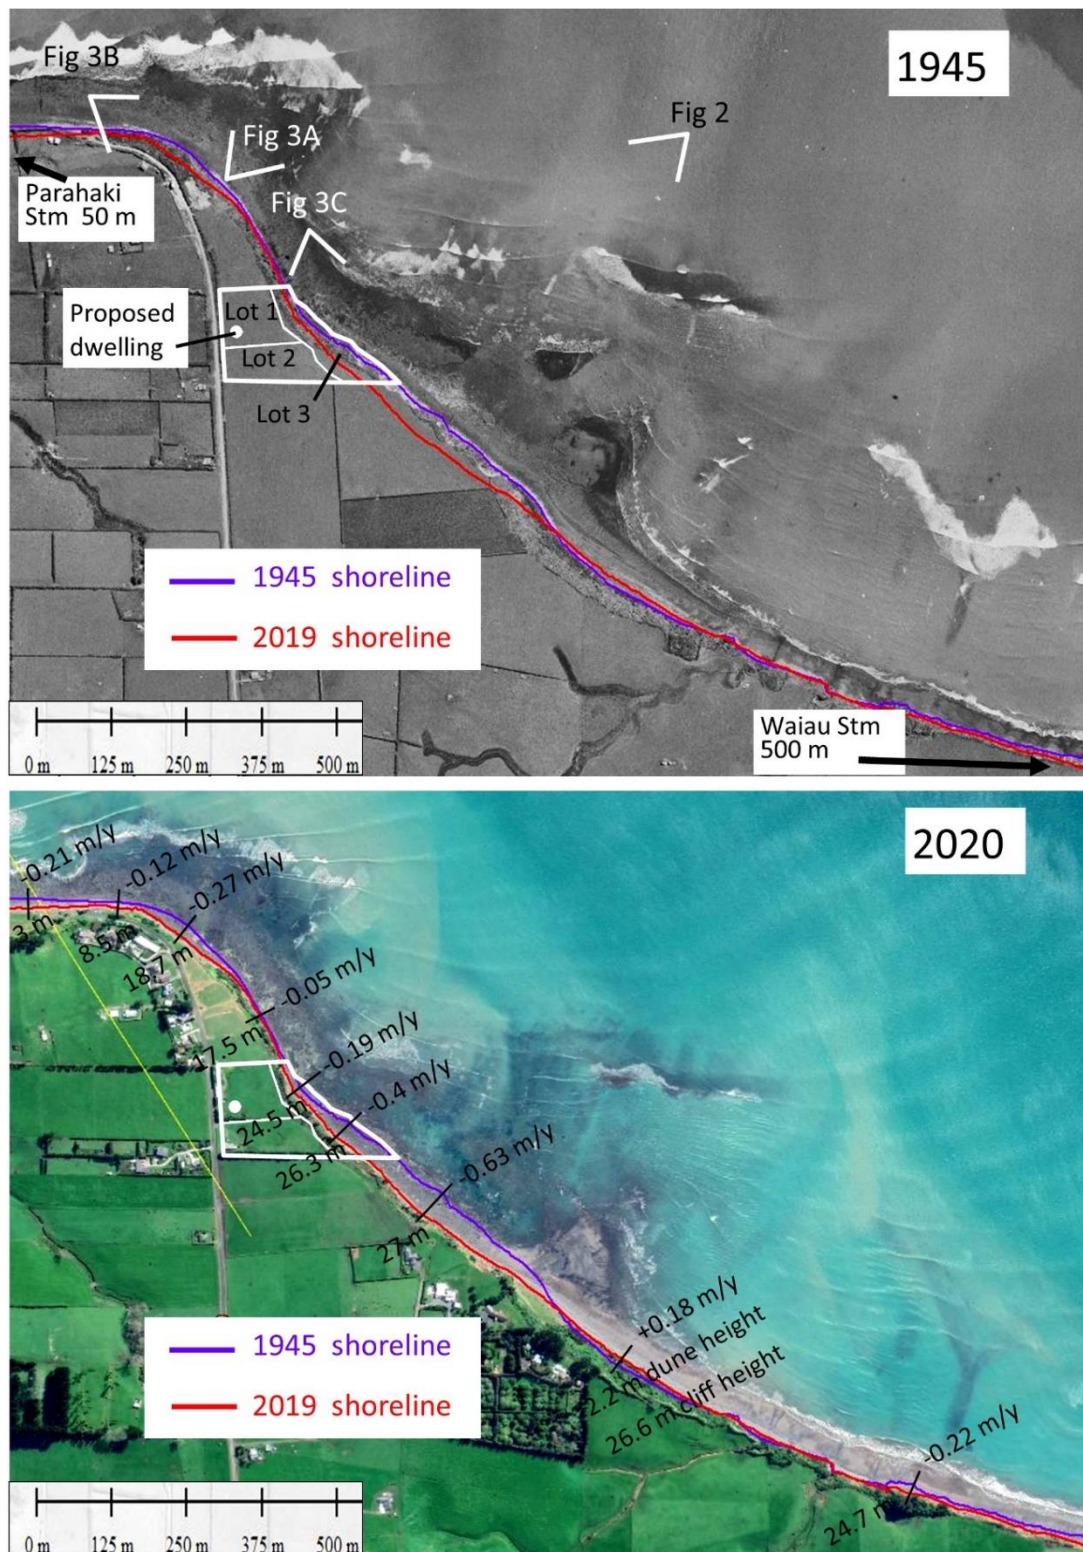 1945
Fig 3B
Fig 2
Fig 3A
Parahaki
Stm 50 m
Fig 3C
Proposed
dwelling
Lot 1
Lot 2
Lot 3
1945 shoreline
2019 shoreline
Waiau Stm
500 m
0 m 125 m 250 m 375 m 500 m
2020
-0.21 m/y
-0.12 m/y
-0.27 m/y
3 m
8.5 m
18.7 m
-0.05 m/y
17.5 m
-0.19 m/y
24.5 m
-0.4 m/y
26.3 m
-0.63 m/y
27 m
+0.18 m/y
2.2 m dune height
26.6 m cliff height
-0.22 m/y
24.7 m
1945 shoreline
2019 shoreline
0 m 125 m 250 m 375 m 500 m